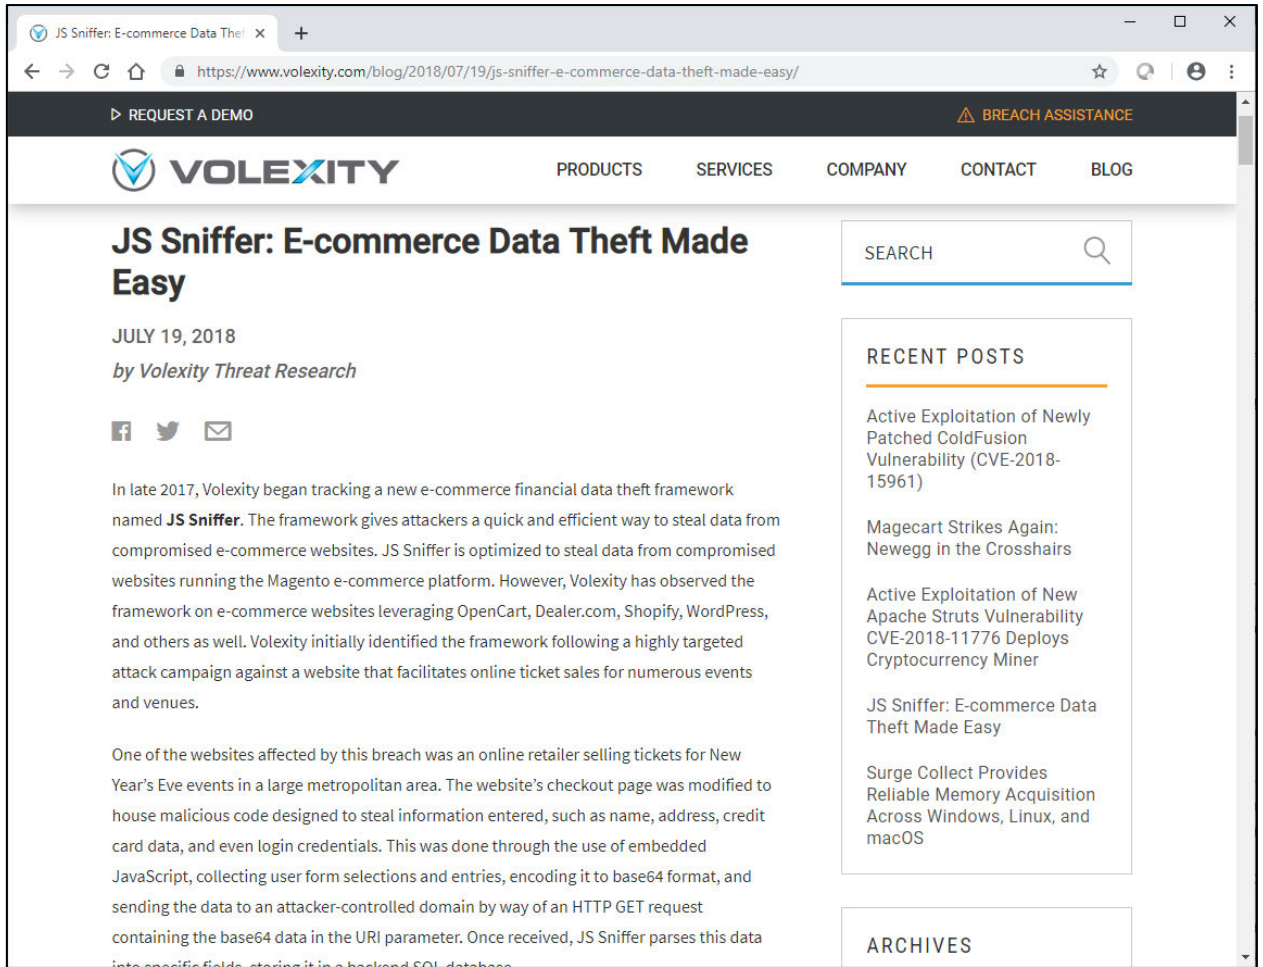 JS Sniffer: E-commerce Data Thef
https://www.volexity.com/blog/2018/07/19/js-sniffer-e-commerce-data-theft-made-easy/
REQUEST A DEMO
BREACH ASSISTANCE
VOLEXITY
PRODUCTS SERVICES COMPANY CONTACT BLOG
JS Sniffer: E-commerce Data Theft Made
Easy
JULY 19, 2018
by Volexity Threat Research
In late 2017, Volexity began tracking a new e-commerce financial data theft framework
named JS Sniffer. The framework gives attackers a quick and efficient way to steal data from
compromised e-commerce websites. JS Sniffer is optimized to steal data from compromised
websites running the Magento e-commerce platform. However, Volexity has observed the
framework on e-commerce websites leveraging OpenCart, Dealer.com, Shopify, WordPress,
and others as well. Volexity initially identified the framework following a highly targeted
attack campaign against a website that facilitates online ticket sales for numerous events
and venues.
One of the websites affected by this breach was an online retailer selling tickets for New
Year’s Eve events in a large metropolitan area. The website’s checkout page was modified to
house malicious code designed to steal information entered, such as name, address, credit
card data, and even login credentials. This was done through the use of embedded
JavaScript, collecting user form selections and entries, encoding it to base64 format, and
sending the data to an attacker-controlled domain by way of an HTTP GET request
containing the base64 data in the URI parameter. Once received, JS Sniffer parses this data
into specific fields, storing it in a backend SQL database.
SEARCH
RECENT POSTS
Active Exploitation of Newly
Patched ColdFusion
Vulnerability (CVE-2018-
15961)
Magecart Strikes Again:
Newegg in the Crosshairs
Active Exploitation of New
Apache Struts Vulnerability
CVE-2018-11776 Deploys
Cryptocurrency Miner
JS Sniffer: E-commerce Data
Theft Made Easy
Surge Collect Provides
Reliable Memory Acquisition
Across Windows, Linux, and
macOS
ARCHIVES